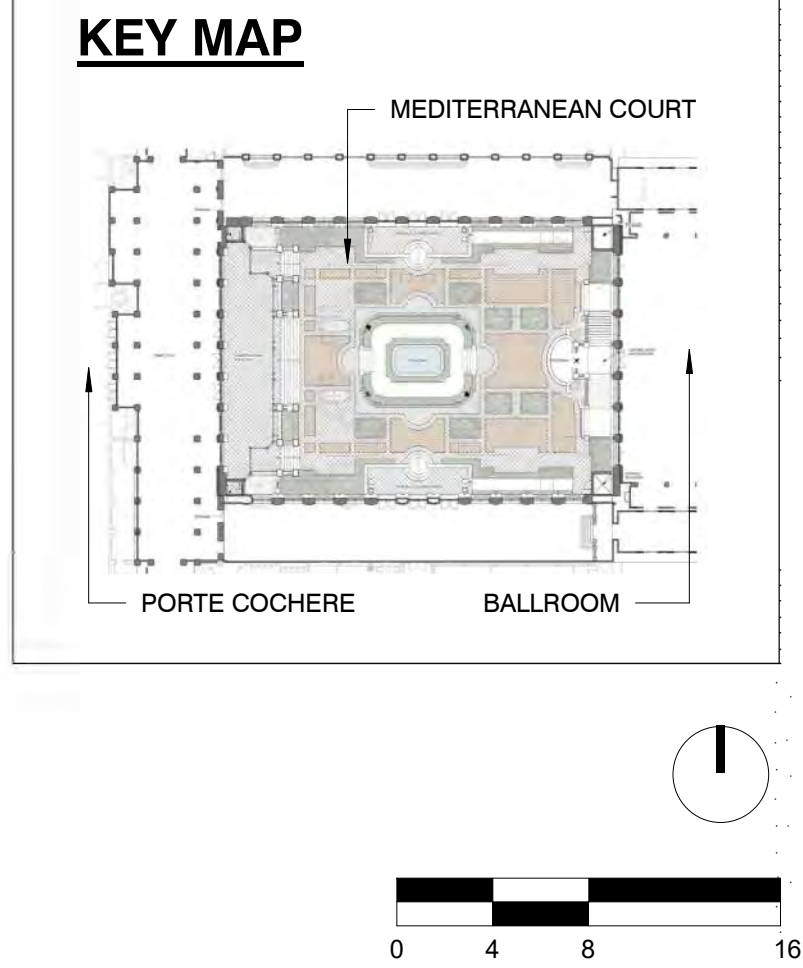 KEY MAP
MEDITERRANEAN COURT
PORTE COCHERE
BALLROOM
0 4 8 16